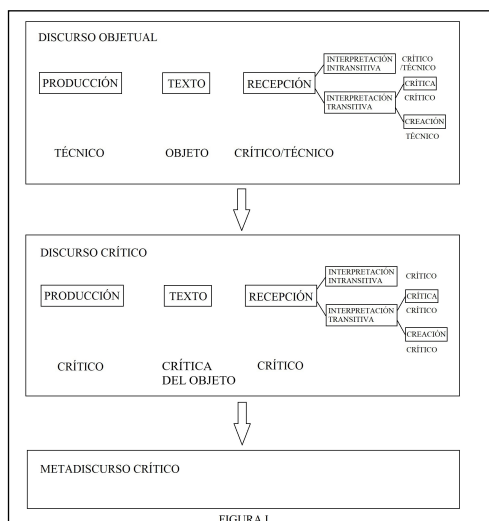 DISCURSO OBJETUAL
PRODUCCIÓN
TEXTO
RECEPCIÓN
INTERPRETACIÓN
INTRANSITIVA
CRÍTICO
/TÉCNICO
INTERPRETACIÓN
TRANSITIVA
CRÍTICA
CRÍTICO
CREACIÓN
TÉCNICO
TÉCNICO
OBJETO
CRÍTICO/TÉCNICO
DISCURSO CRÍTICO
PRODUCCIÓN
TEXTO
RECEPCIÓN
INTERPRETACIÓN
INTRANSITIVA
CRÍTICO
INTERPRETACIÓN
TRANSITIVA
CRÍTICA
CRÍTICO
CREACIÓN
CRÍTICO
CRÍTICO
CRÍTICA
DEL OBJETO
CRÍTICO
METADISCURSO CRÍTICO
FIGURA I